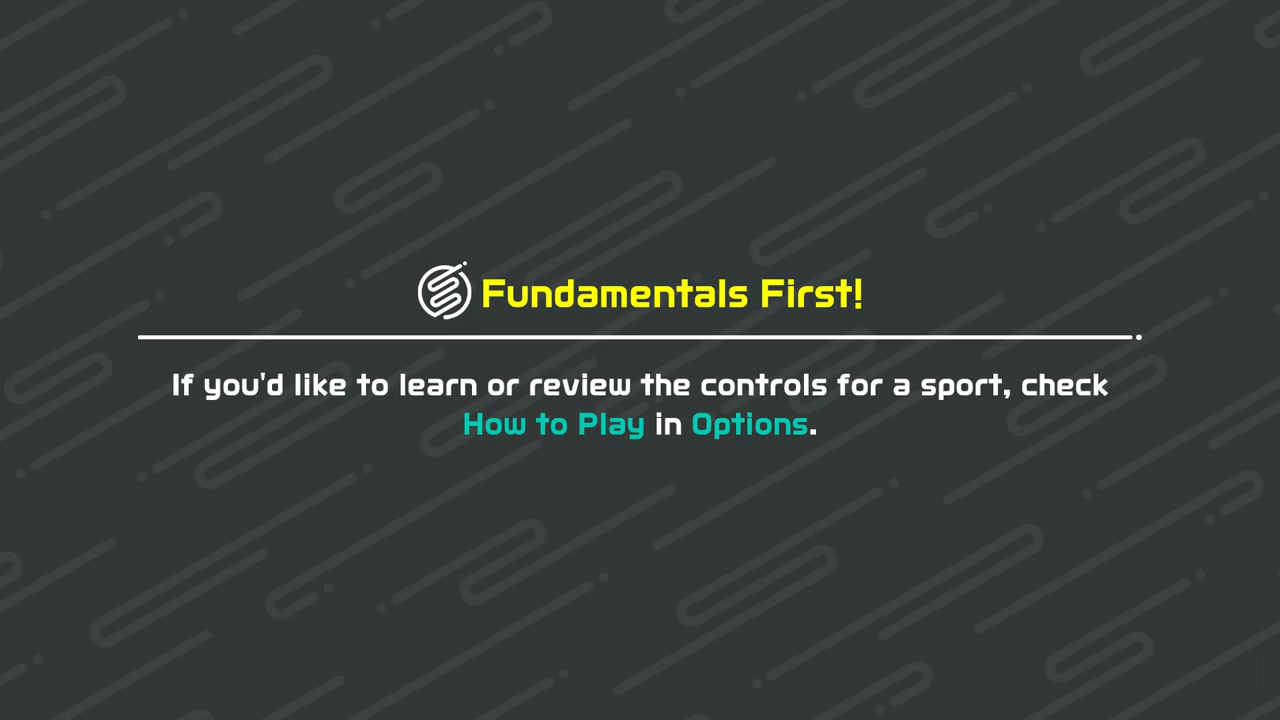 Fundamentals First!
If you'd like to learn or review the controls for a sport, check
How to Play in Options.